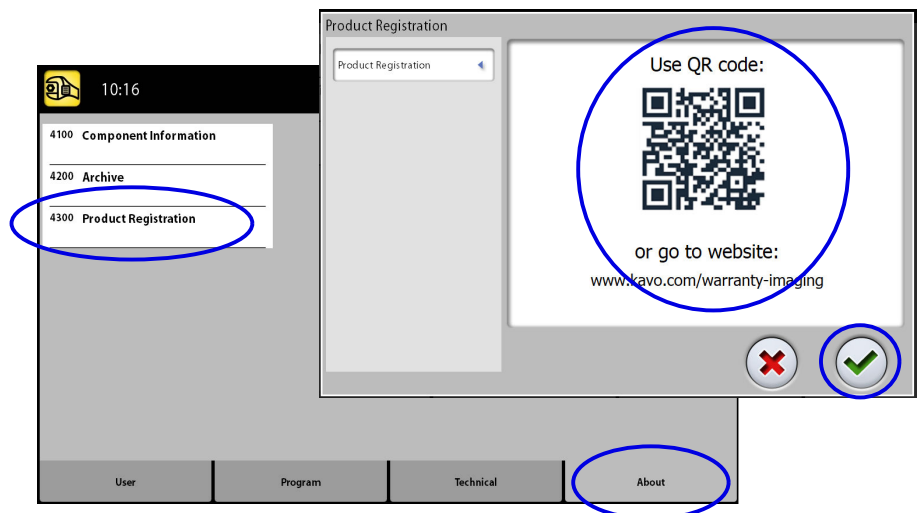 Product Registration
Product Registration
Use QR code:
or go to website:
www.kavo.com/warranty-imaging
10:16
4100 Component Information
4200 Archive
4300 Product Registration
User Program Technical About